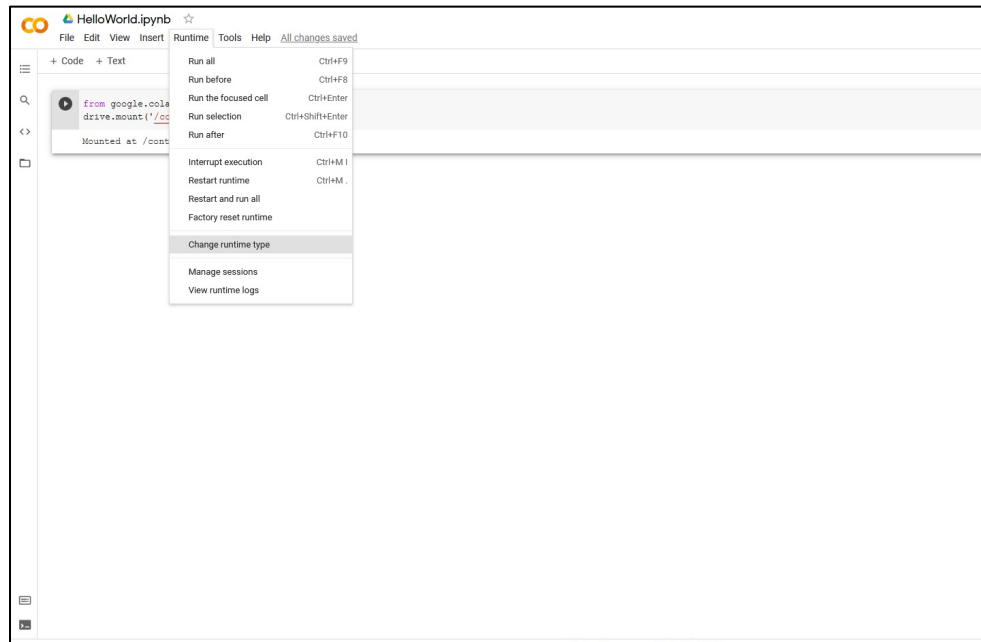 HelloWorld.ipynb
File Edit View Insert Runtime Tools Help All changes saved
+ Code + Text
Run all Ctrl+F9
Run before Ctrl+F8
Run the focused cell Ctrl+Enter
Run selection Ctrl+Shift+Enter
Run after Ctrl+F10
Interrupt execution Ctrl+M I
Restart runtime Ctrl+M .
Restart and run all
Factory reset runtime
Change runtime type
Manage sessions
View runtime logs
from google.cola
drive.mount('/co
Mounted at /cont